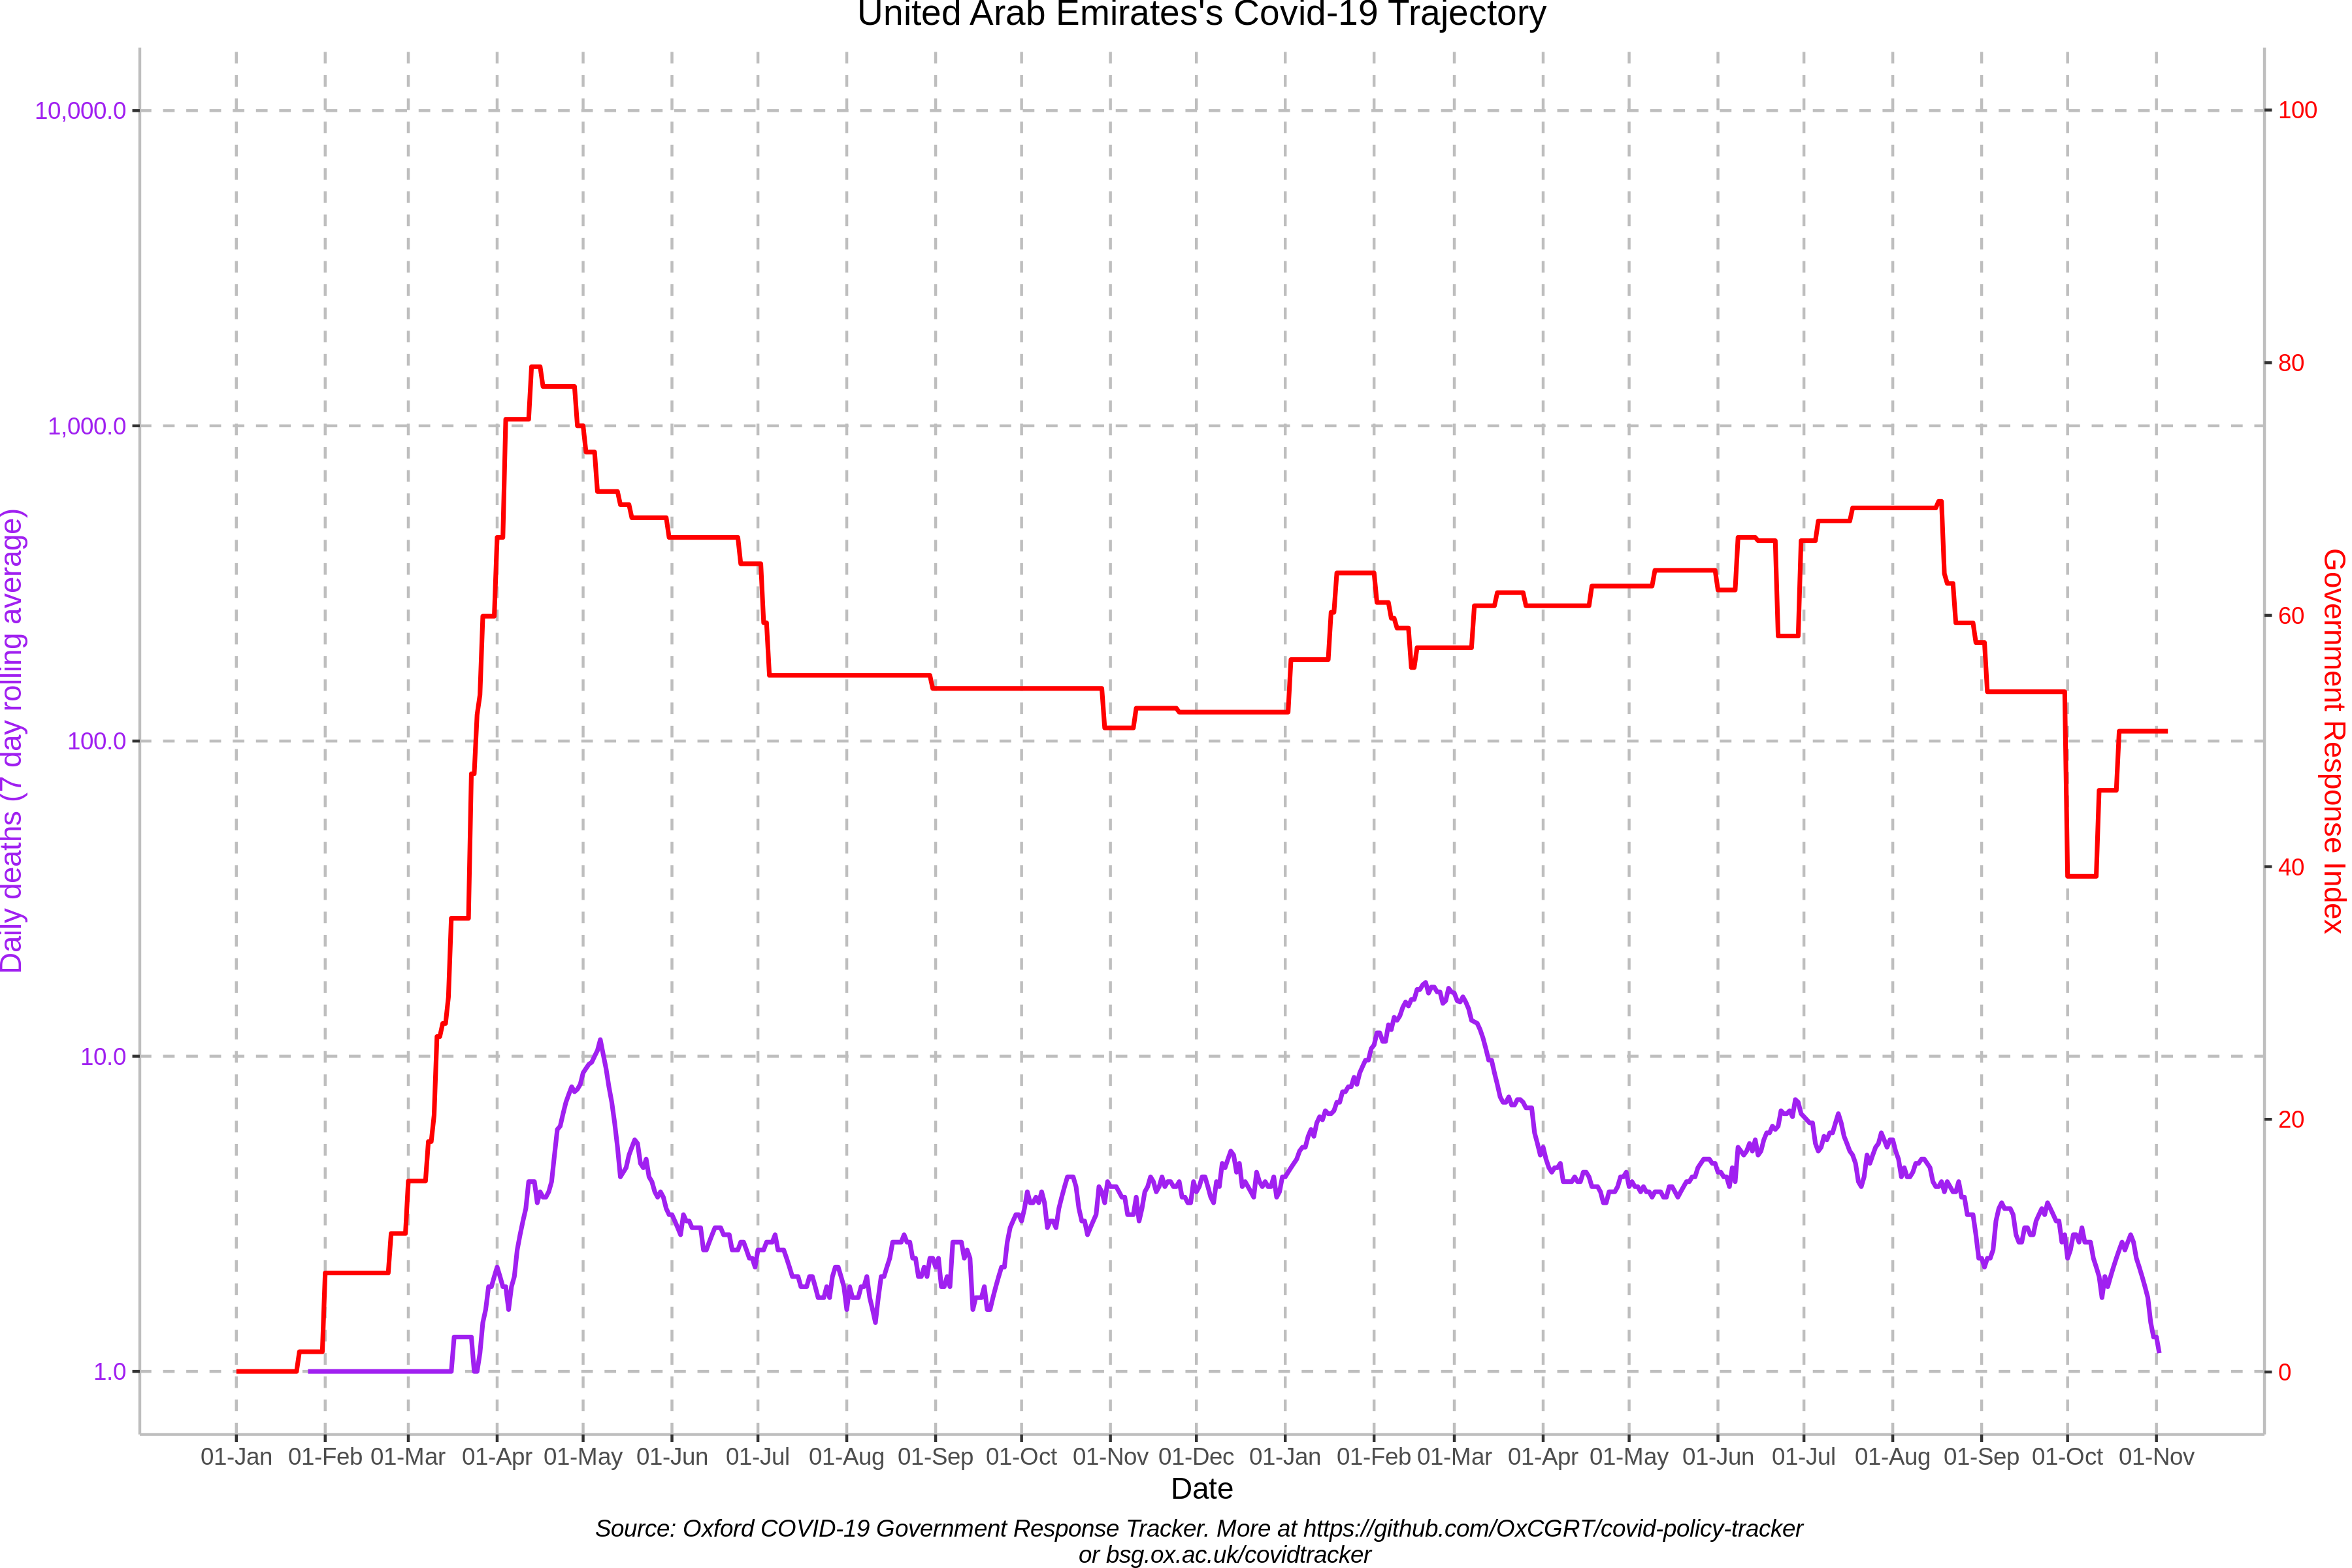 United Arab Emirates's Covid-19 Trajectory
10,000.0
1,000.0
100.0
10.0
1.0
Daily deaths (7 day rolling average)
100
80
60
40
20
0
Government Response Index
01-Jan 01-Feb 01-Mar 01-Apr 01-May 01-Jun 01-Jul 01-Aug 01-Sep 01-Oct 01-Nov 01-Dec 01-Jan 01-Feb 01-Mar 01-Apr 01-May 01-Jun 01-Jul 01-Aug 01-Sep 01-Oct 01-Nov
Date
Source: Oxford COVID-19 Government Response Tracker. More at https://github.com/OxCGRT/covid-policy-tracker
or bsg.ox.ac.uk/covidtracker